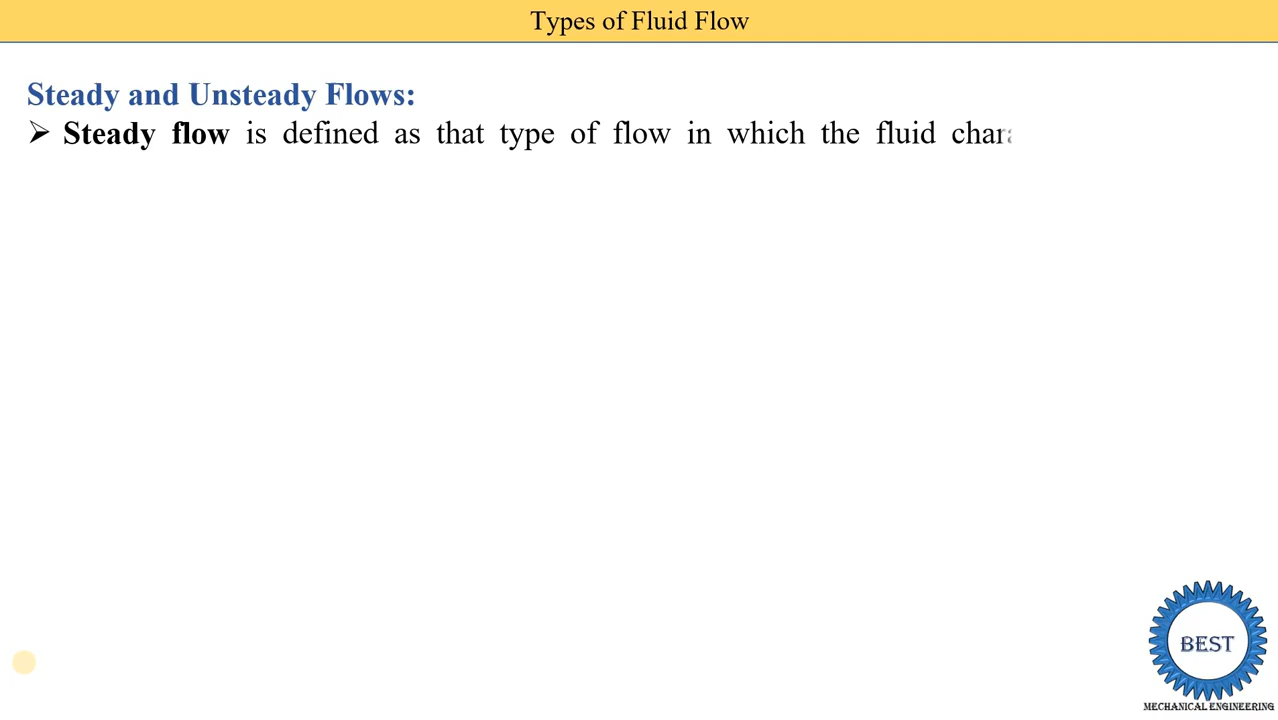 Types of Fluid Flow
Steady and Unsteady Flows:
➢ Steady flow is defined as that type of flow in which the fluid
BEST
MECHANICAL ENGINEERING